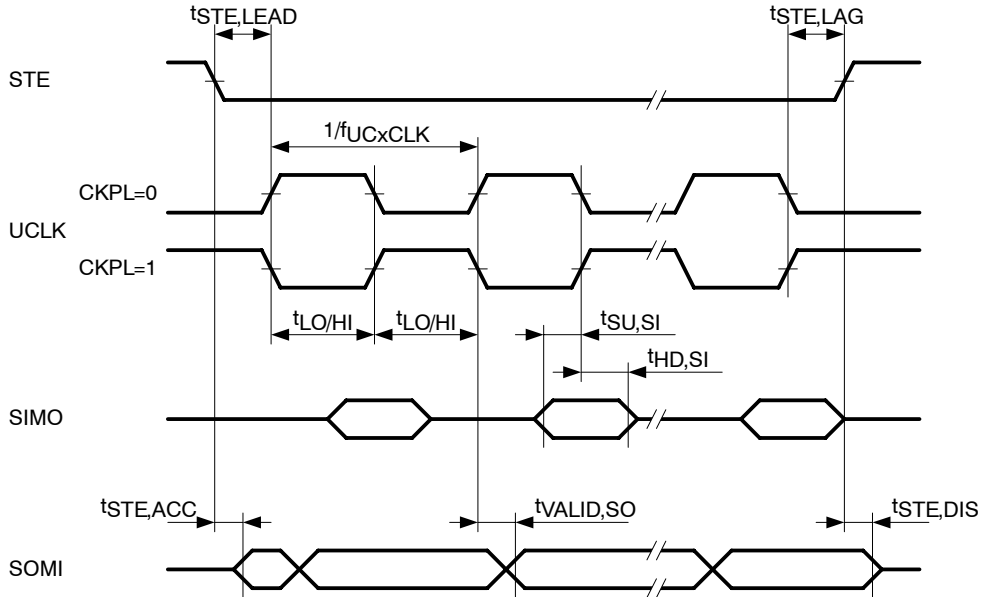 tSTE,LEAD
tSTE,LAG
STE
1/fUCxCLK
CKPL=0
UCLK
CKPL=1
tLO/HI
tLO/HI
tSU,SI
tHD,SI
SIMO
tSTE,ACC
tVALID,SO
tSTE,DIS
SOMI